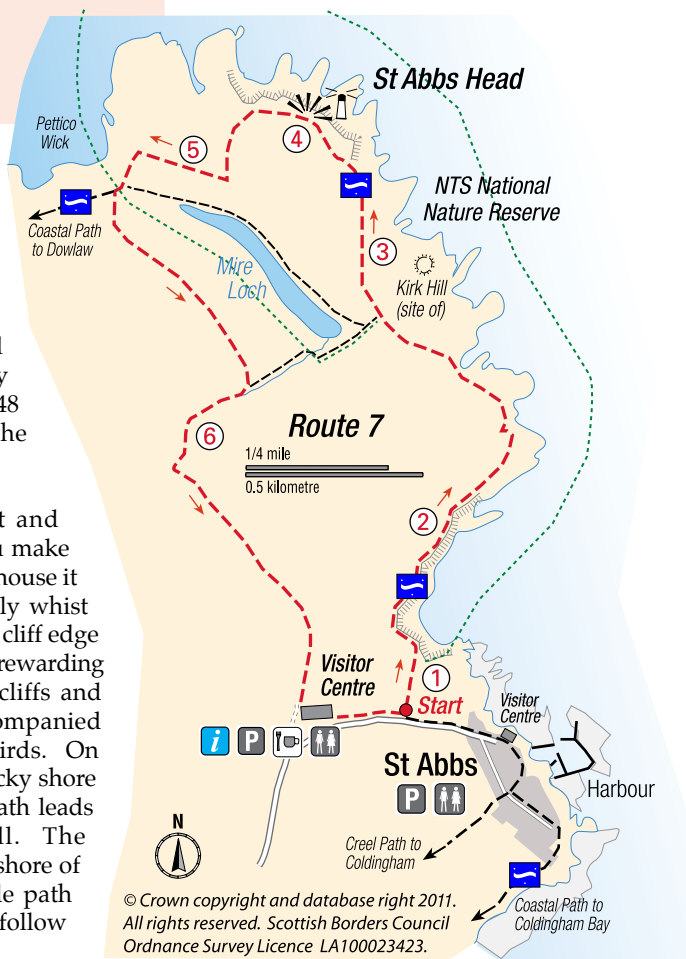 St Abbs Head
Pettico
Wick
4
5
NTS National
Nature Reserve
Coastal Path
to Dowlaw
3
Mire
Loch
Kirk Hill
(site of)
y
48
he
Route 7
6
1/4 mile
0.5 kilometre
t and
u make
house it
ly whist
cliff edge
rewarding
cliffs and
ompanied
irds. On
cky shore
ath leads
ll. The
shore of
le path
follow
2
1
Start
Visitor
Centre
Visitor
Centre
i P
St Abbs
P
Harbour
Creel Path to
Coldingham
N
Coastal Path to
Coldingham Bay
© Crown copyright and database right 2011.
All rights reserved. Scottish Borders Council
Ordnance Survey Licence LA100023423.